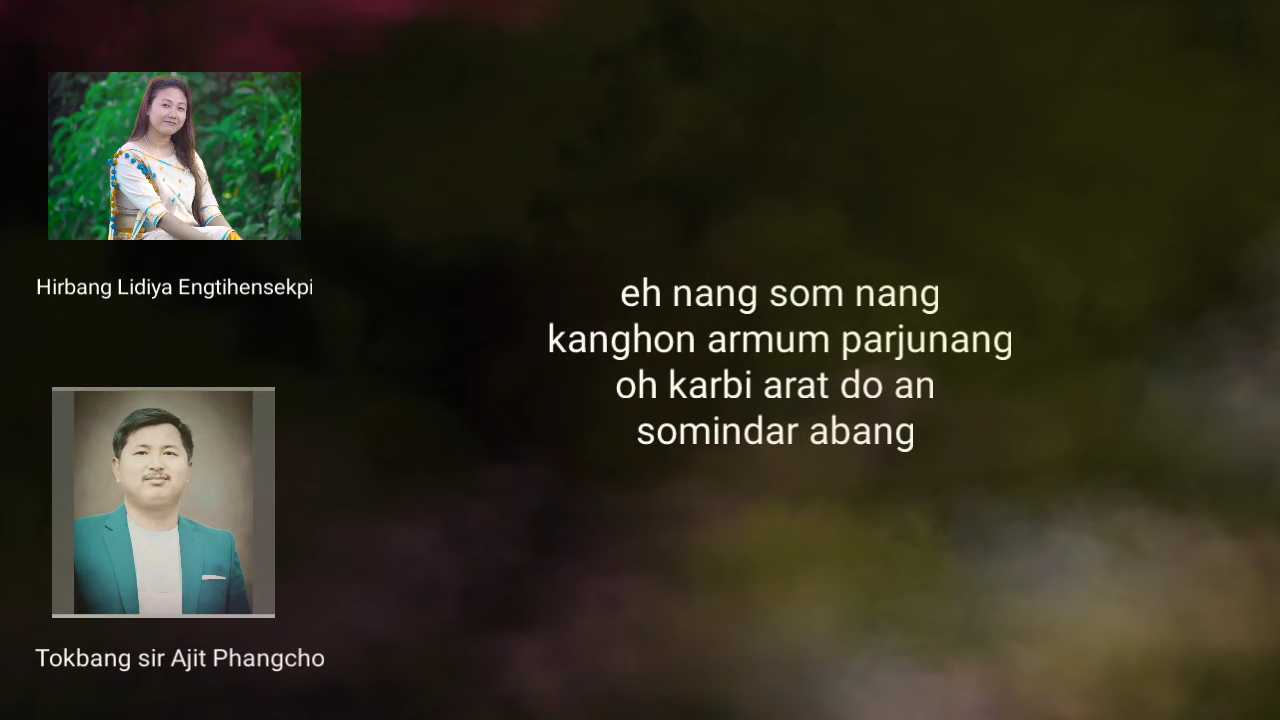 Hirbang Lidiya Engtihensekpi
eh nang som nang
kanghon armum parjunang
oh karbi arat do an
somindar abang
Tokbang sir Ajit Phangcho